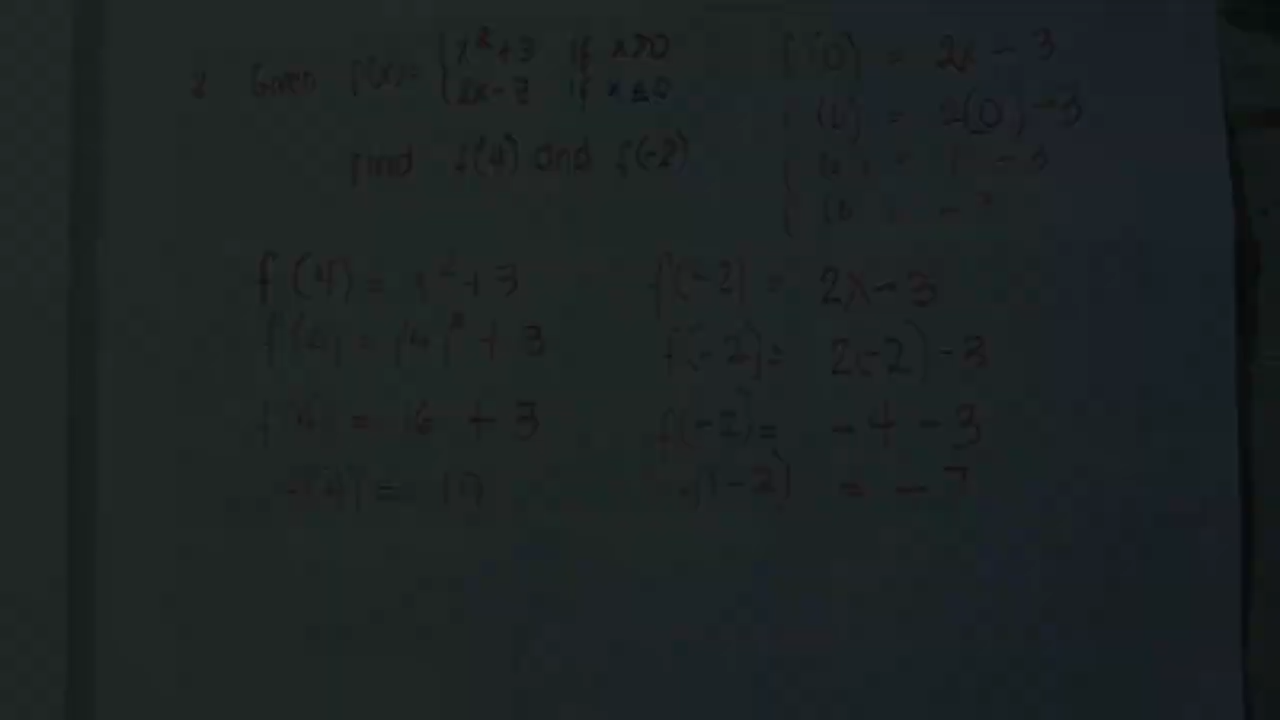 2 Given f(x)= { x²+3 if x>0
2x-3 if x≤0
find f(4) and f(-2)
f(4) = x²+3
f(4) = (4)² + 3
f(4) = 16 + 3
f(4) = 19
f(-2) = 2x-3
f(-2) = 2(-2)-3
f(-2) = -4-3
f(-2) = -7
= 2x-3
= 2(0)-3
-3